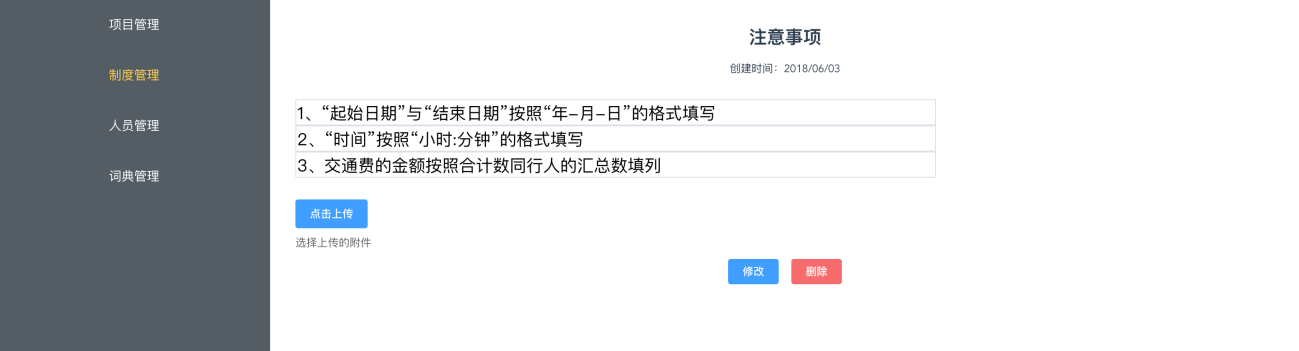 项目管理
制度管理
人员管理
词典管理
注意事项
创建时间：2018/06/03
1、“起始日期”与“结束日期”按照“年-月-日”的格式填写
2、“时间”按照“小时:分钟”的格式填写
3、交通费的金额按照合计数同行人的汇总数填列
点击上传
选择上传的附件
修改
删除